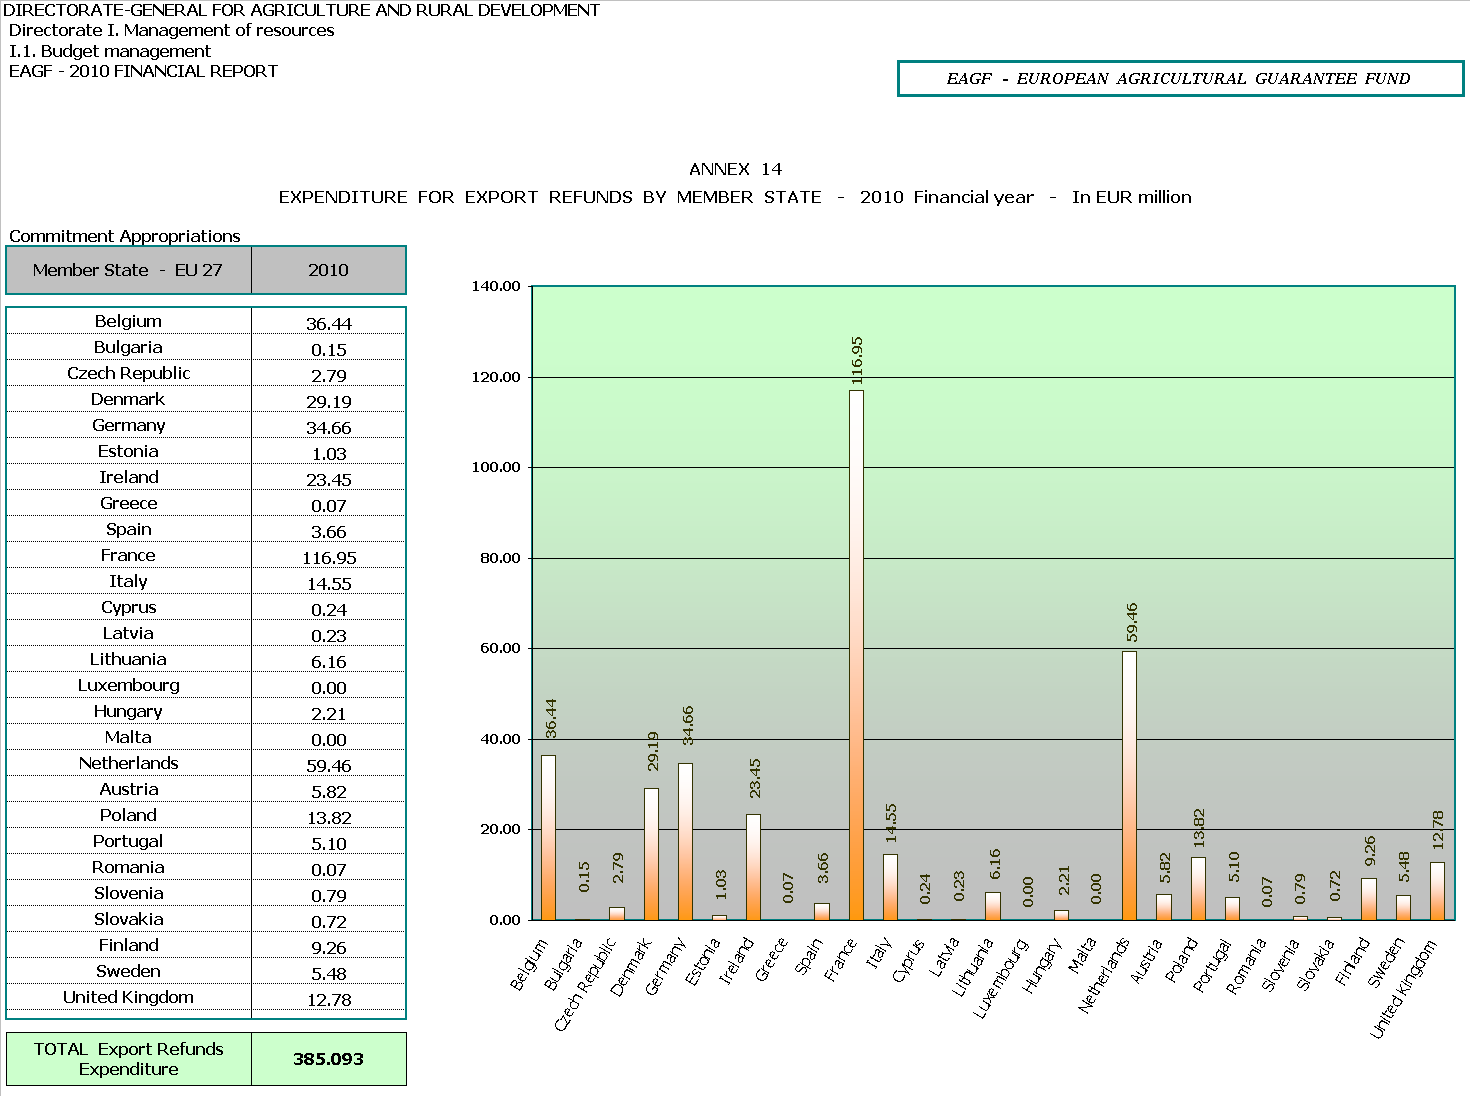 DIRECTORATE-GENERAL FOR AGRICULTURE AND RURAL DEVELOPMENT
Directorate I. Management of resources
I.1. Budget management
EAGF - 2010 FINANCIAL REPORT
EAGF - EUROPEAN AGRICULTURAL GUARANTEE FUND
ANNEX 14
EXPENDITURE FOR EXPORT REFUNDS BY MEMBER STATE - 2010 Financial year - In EUR million
Commitment Appropriations
Member State - EU 27 2010
Belgium 36.44
Bulgaria 0.15
Czech Republic 2.79
Denmark 29.19
Germany 34.66
Estonia 1.03
Ireland 23.45
Greece 0.07
Spain 3.66
France 116.95
Italy 14.55
Cyprus 0.24
Latvia 0.23
Lithuania 6.16
Luxembourg 0.00
Hungary 2.21
Malta 0.00
Netherlands 59.46
Austria 5.82
Poland 13.82
Portugal 5.10
Romania 0.07
Slovenia 0.79
Slovakia 0.72
Finland 9.26
Sweden 5.48
United Kingdom 12.78
TOTAL Export Refunds
Expenditure
385.093
140.00
120.00
100.00
80.00
60.00
40.00
20.00
0.00
36.44
0.15
2.79
29.19
34.66
1.03
23.45
0.07
3.66
116.95
14.55
0.24
0.23
6.16
0.00
2.21
0.00
59.46
5.82
13.82
5.10
0.07
0.79
0.72
9.26
5.48
12.78
Belgium
Bulgaria
Czech Republic
Denmark
Germany
Estonia
Ireland
Greece
Spain
France
Italy
Cyprus
Latvia
Lithuania
Luxembourg
Hungary
Malta
Netherlands
Austria
Poland
Portugal
Romania
Slovenia
Slovakia
Finland
Sweden
United Kingdom